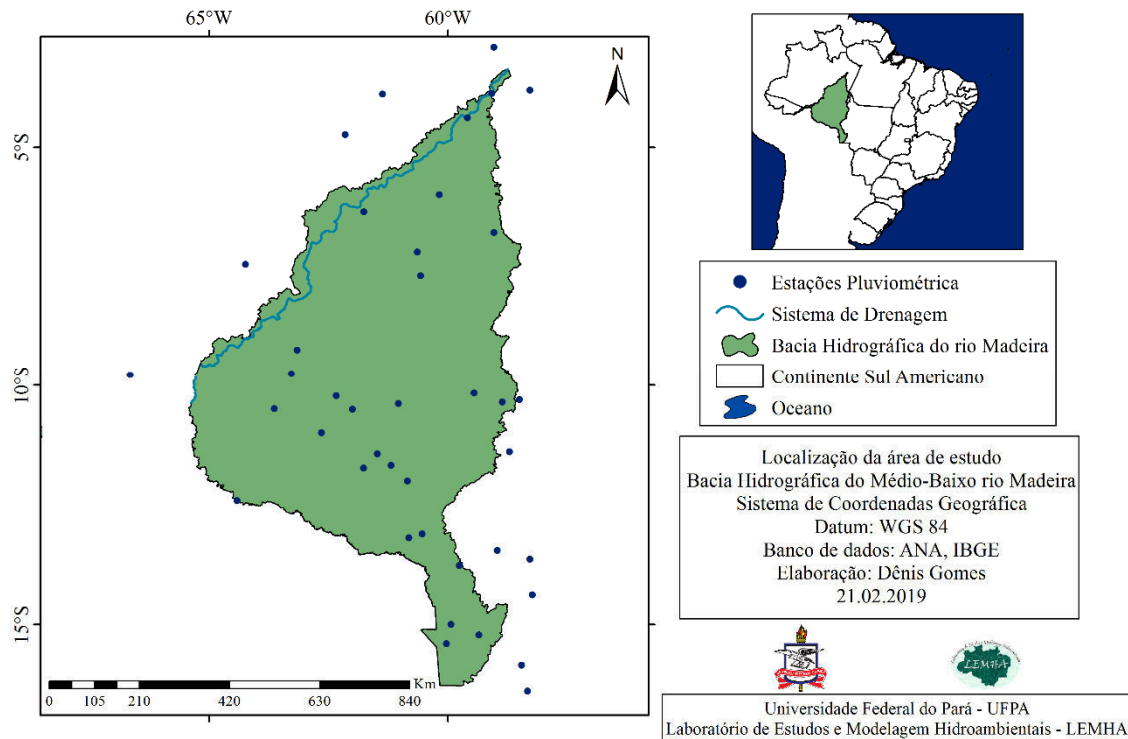 65°W
60°W
N
5°S
10°S
15°S
Km
0 105 210 420 630 840
Estações Pluviométrica
Sistema de Drenagem
Bacia Hidrográfica do rio Madeira
Continente Sul Americano
Oceano
Localização da área de estudo
Bacia Hidrográfica do Médio-Baixo rio Madeira
Sistema de Coordenadas Geográfica
Datum: WGS 84
Banco de dados: ANA, IBGE
Elaboração: Dênis Gomes
21.02.2019
LEMHA
Universidade Federal do Pará - UFPA
Laboratório de Estudos e Modelagem Hidroambientais - LEMHA